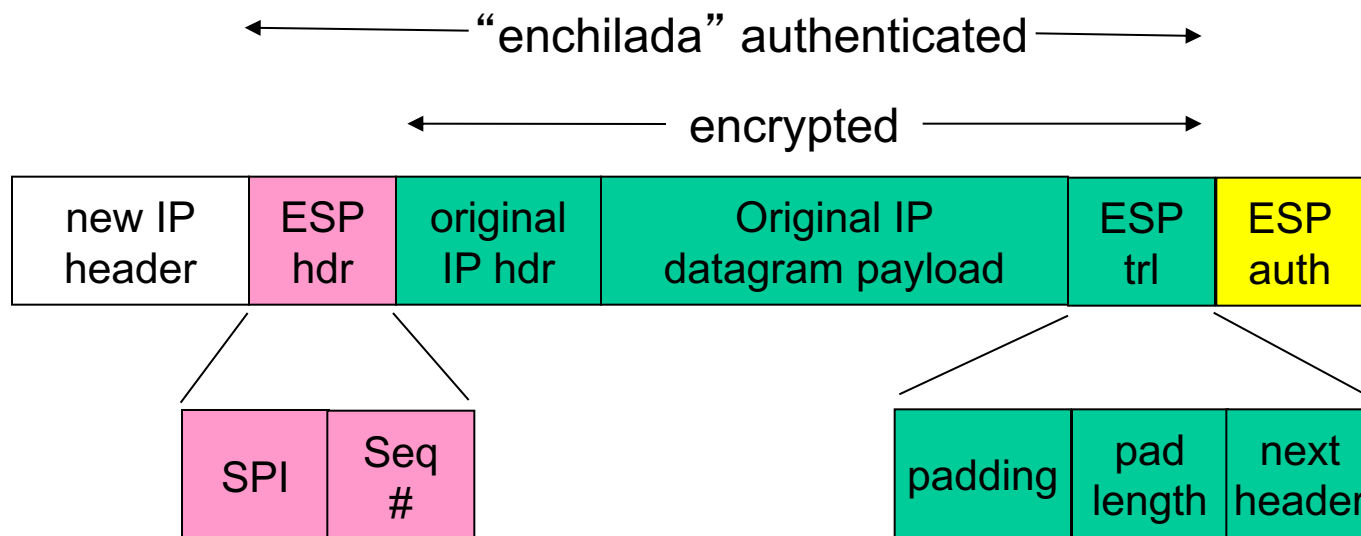 “enchilada” authenticated
encrypted
new IP
header
ESP
hdr
original
IP hdr
Original IP
datagram payload
ESP
trl
ESP
auth
SPI
Seq
#
padding
pad
length
next
header